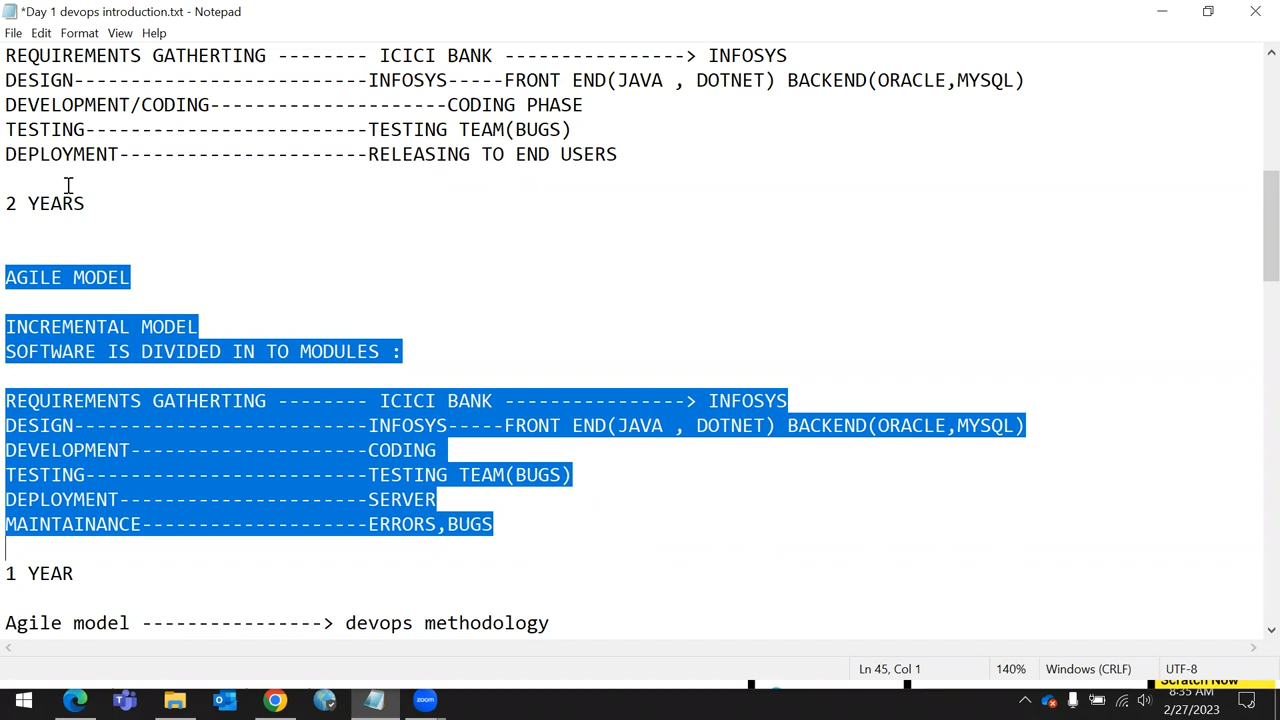 *Day 1 devops introduction.txt - Notepad
File Edit Format View Help
REQUIREMENTS GATHERTING -------- ICICI BANK ----------------> INFOSYS
DESIGN--------------------------INFOSYS-----FRONT END(JAVA , DOTNET) BACKEND(ORACLE,MYSQL)
DEVELOPMENT/CODING---------------------CODING PHASE
TESTING-------------------------TESTING TEAM(BUGS)
DEPLOYMENT----------------------RELEASING TO END USERS
2 YEARS
AGILE MODEL
INCREMENTAL MODEL
SOFTWARE IS DIVIDED IN TO MODULES :
REQUIREMENTS GATHERTING -------- ICICI BANK ----------------> INFOSYS
DESIGN--------------------------INFOSYS-----FRONT END(JAVA , DOTNET) BACKEND(ORACLE,MYSQL)
DEVELOPMENT---------------------CODING
TESTING-------------------------TESTING TEAM(BUGS)
DEPLOYMENT----------------------SERVER
MAINTAINANCE--------------------ERRORS,BUGS
1 YEAR
Agile model ----------------> devops methodology
Ln 45, Col 1 140% Windows (CRLF) UTF-8
Scratch Now
zoom
8:35 AM
2/27/2023